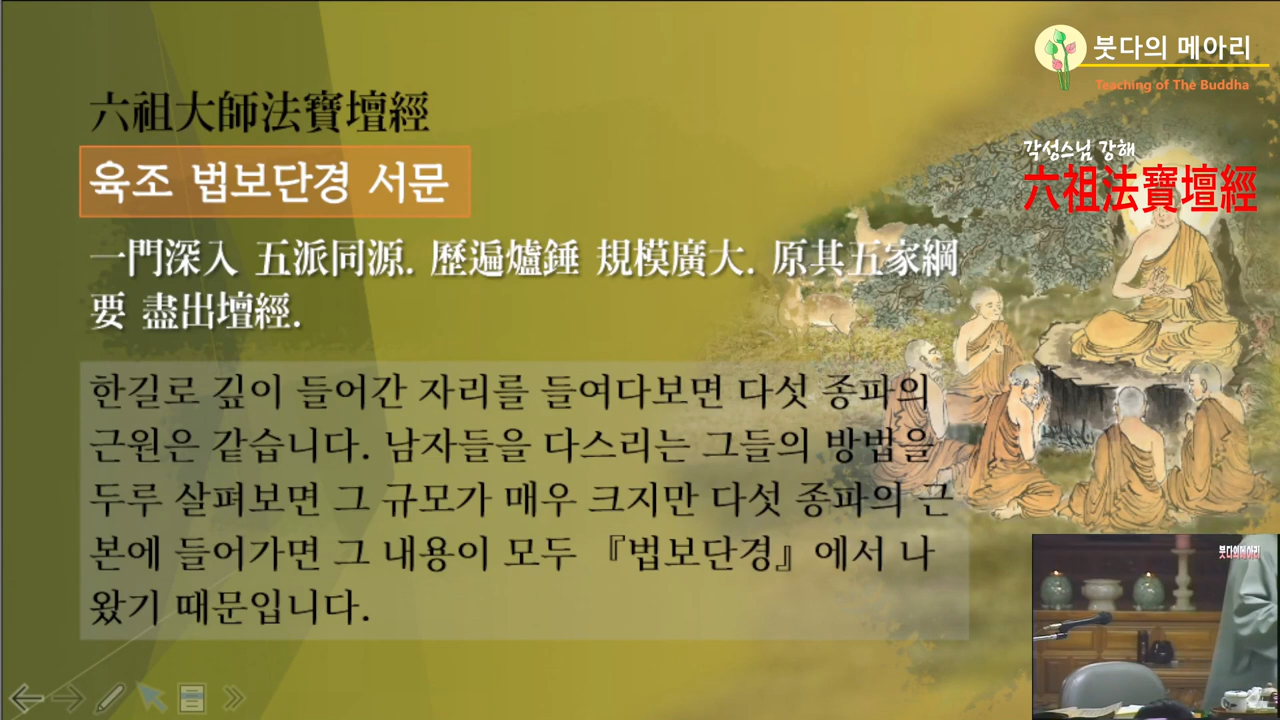 붓다의 메아리
Teaching of The Buddha
각성스님 강해
六祖法寶壇經
六祖大師法寶壇經
육조 법보단경 서문
一門深入 五派同源. 歷遍爐錘 規模廣大. 原其五家綱
要 盡出壇經.
한길로 깊이 들어간 자리를 들여다보면 다섯 종파의
근원은 같습니다. 남자들을 다스리는 그들의 방법을
두루 살펴보면 그 규모가 매우 크지만 다섯 종파의 근
본에 들어가면 그 내용이 모두 『법보단경』에서 나
왔기 때문입니다.
붓다의메아리